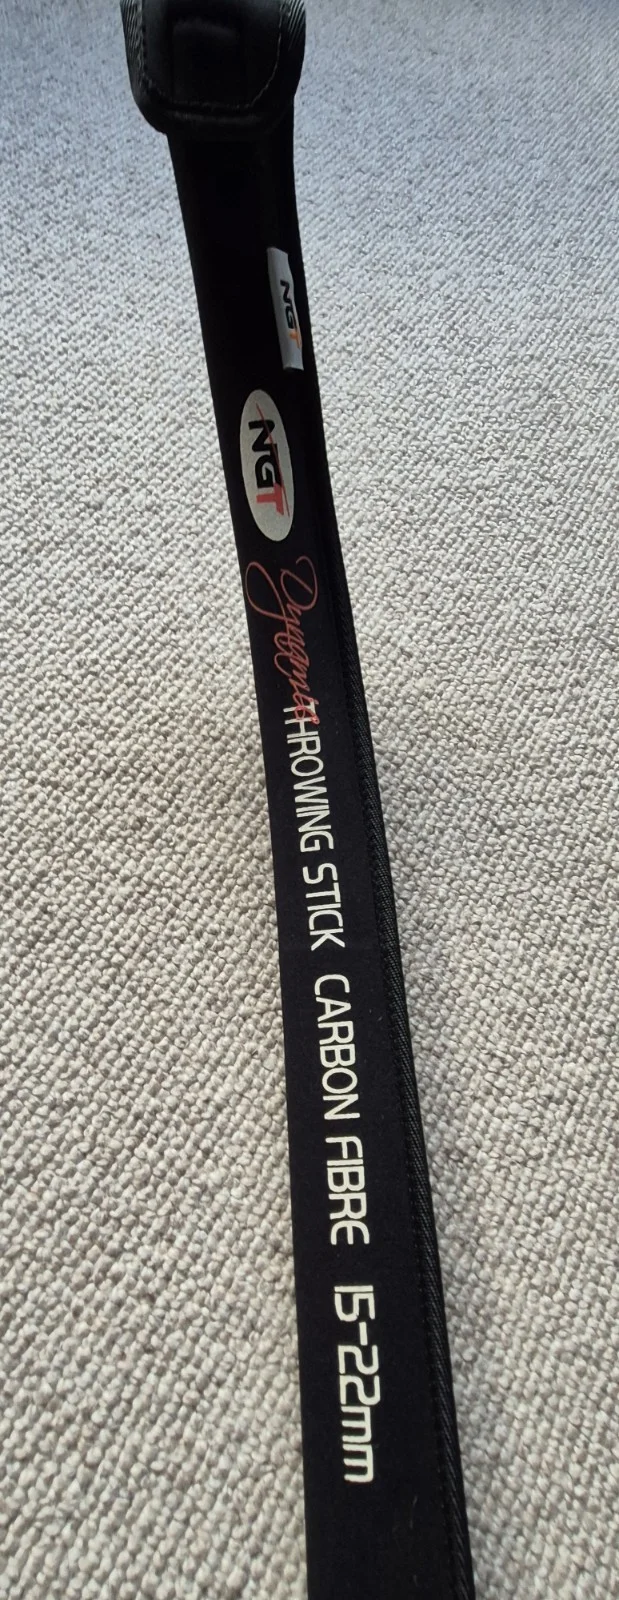 NGT
NGT
Dynamic
THROWING STICK CARBON FIBRE 15-22mm